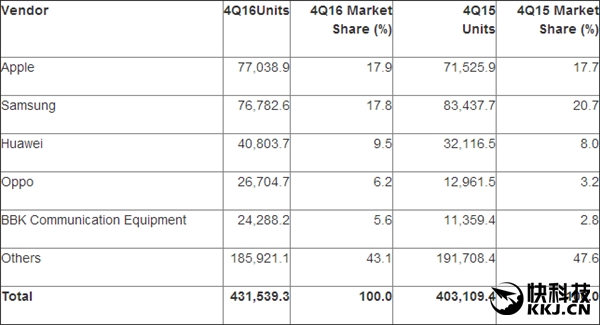 Vendor 4Q16Units 4Q16 Market Share (%) 4Q15 Units 4Q15 Market Share (%)
Apple 77,038.9 17.9 71,525.9 17.7
Samsung 76,782.6 17.8 83,437.7 20.7
Huawei 40,803.7 9.5 32,116.5 8.0
Oppo 26,704.7 6.2 12,961.5 3.2
BBK Communication Equipment 24,288.2 5.6 11,359.4 2.8
Others 185,921.1 43.1 191,708.4 47.6
Total 431,539.3 100.0 403,109.4
快科技
KKJ.CN